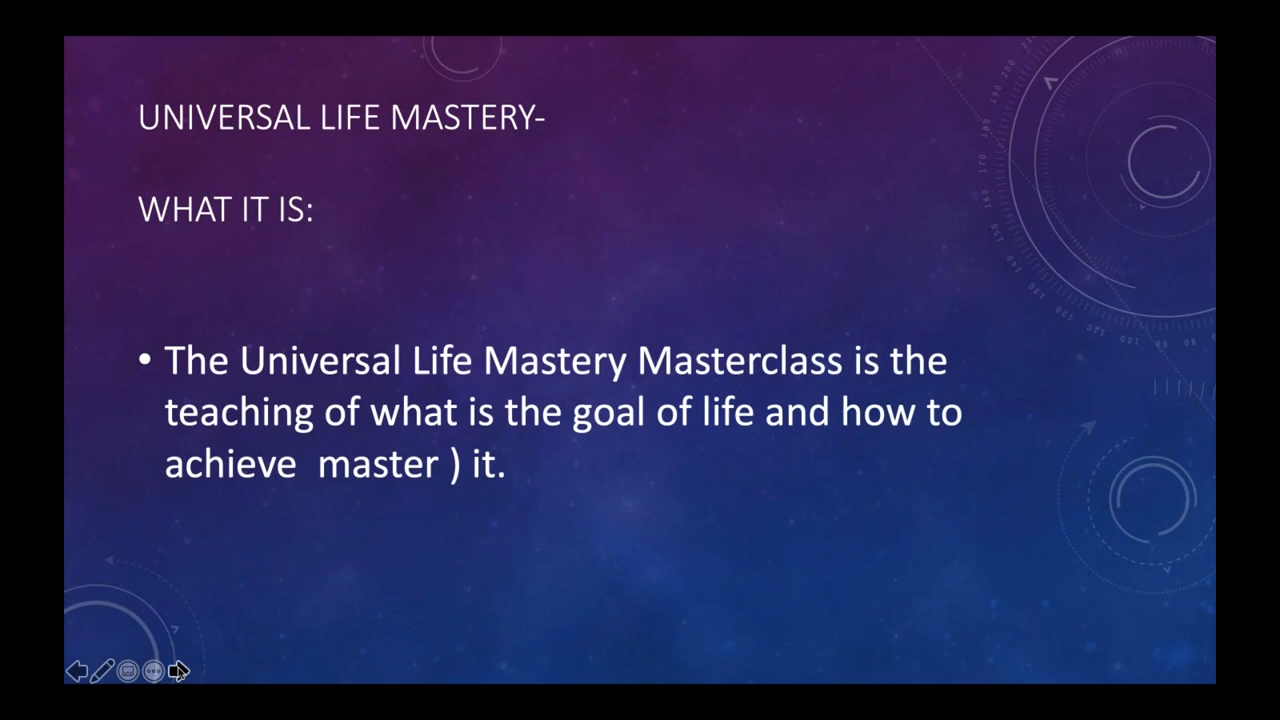 UNIVERSAL LIFE MASTERY-
WHAT IT IS:
• The Universal Life Mastery Masterclass is the
teaching of what is the goal of life and how to
achieve  master ) it.